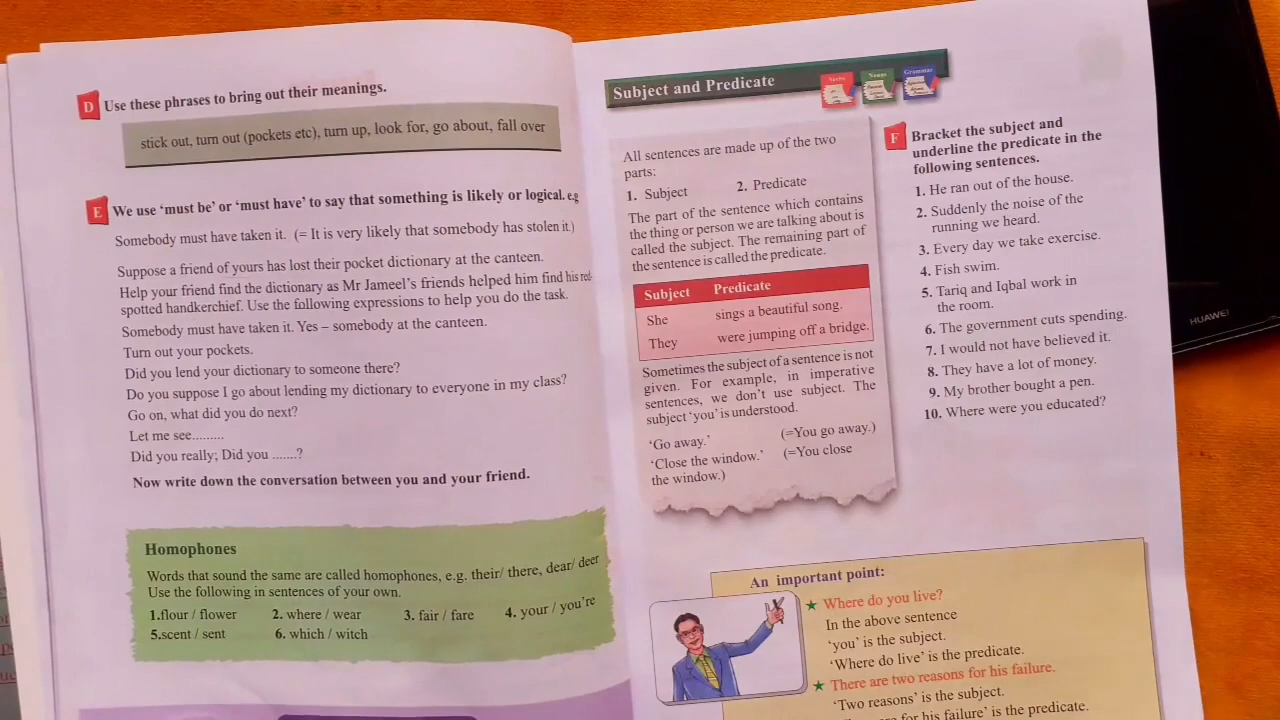 D Use these phrases to bring out their meanings.
stick out, turn out (pockets etc), turn up, look for, go about, fall over
E We use ‘must be’ or ‘must have’ to say that something is likely or logical. e.g
Somebody must have taken it. (= It is very likely that somebody has stolen it.)
Suppose a friend of yours has lost their pocket dictionary at the canteen.
Help your friend find the dictionary as Mr Jameel’s friends helped him find his red-
spotted handkerchief. Use the following expressions to help you do the task.
Somebody must have taken it. Yes – somebody at the canteen.
Turn out your pockets.
Did you lend your dictionary to someone there?
Do you suppose I go about lending my dictionary to everyone in my class?
Go on, what did you do next?
Let me see.........
Did you really; Did you .......?
Now write down the conversation between you and your friend.
Homophones
Words that sound the same are called homophones, e.g. their/ there, dear/ deer
Use the following in sentences of your own.
1.flour / flower 2. where / wear 3. fair / fare 4. your / you’re
5.scent / sent 6. which / witch
Subject and Predicate
Verbs Nouns Grammar
All sentences are made up of the two
parts:
1. Subject 2. Predicate
The part of the sentence which contains
the thing or person we are talking about is
called the subject. The remaining part of
the sentence is called the predicate.
Subject Predicate
She sings a beautiful song.
They were jumping off a bridge.
Sometimes the subject of a sentence is not
given. For example, in imperative
sentences, we don’t use subject. The
subject ‘you’ is understood.
‘Go away.’ (=You go away.)
‘Close the window.’ (=You close
the window.)
F Bracket the subject and
underline the predicate in the
following sentences.
1. He ran out of the house.
2. Suddenly the noise of the
running we heard.
3. Every day we take exercise.
4. Fish swim.
5. Tariq and Iqbal work in
the room.
6. The government cuts spending.
7. I would not have believed it.
8. They have a lot of money.
9. My brother bought a pen.
10. Where were you educated?
An important point:
Where do you live?
In the above sentence
‘you’ is the subject.
‘Where do live’ is the predicate.
There are two reasons for his failure.
‘Two reasons’ is the subject.
for his failure’ is the predicate.
HUAWEI